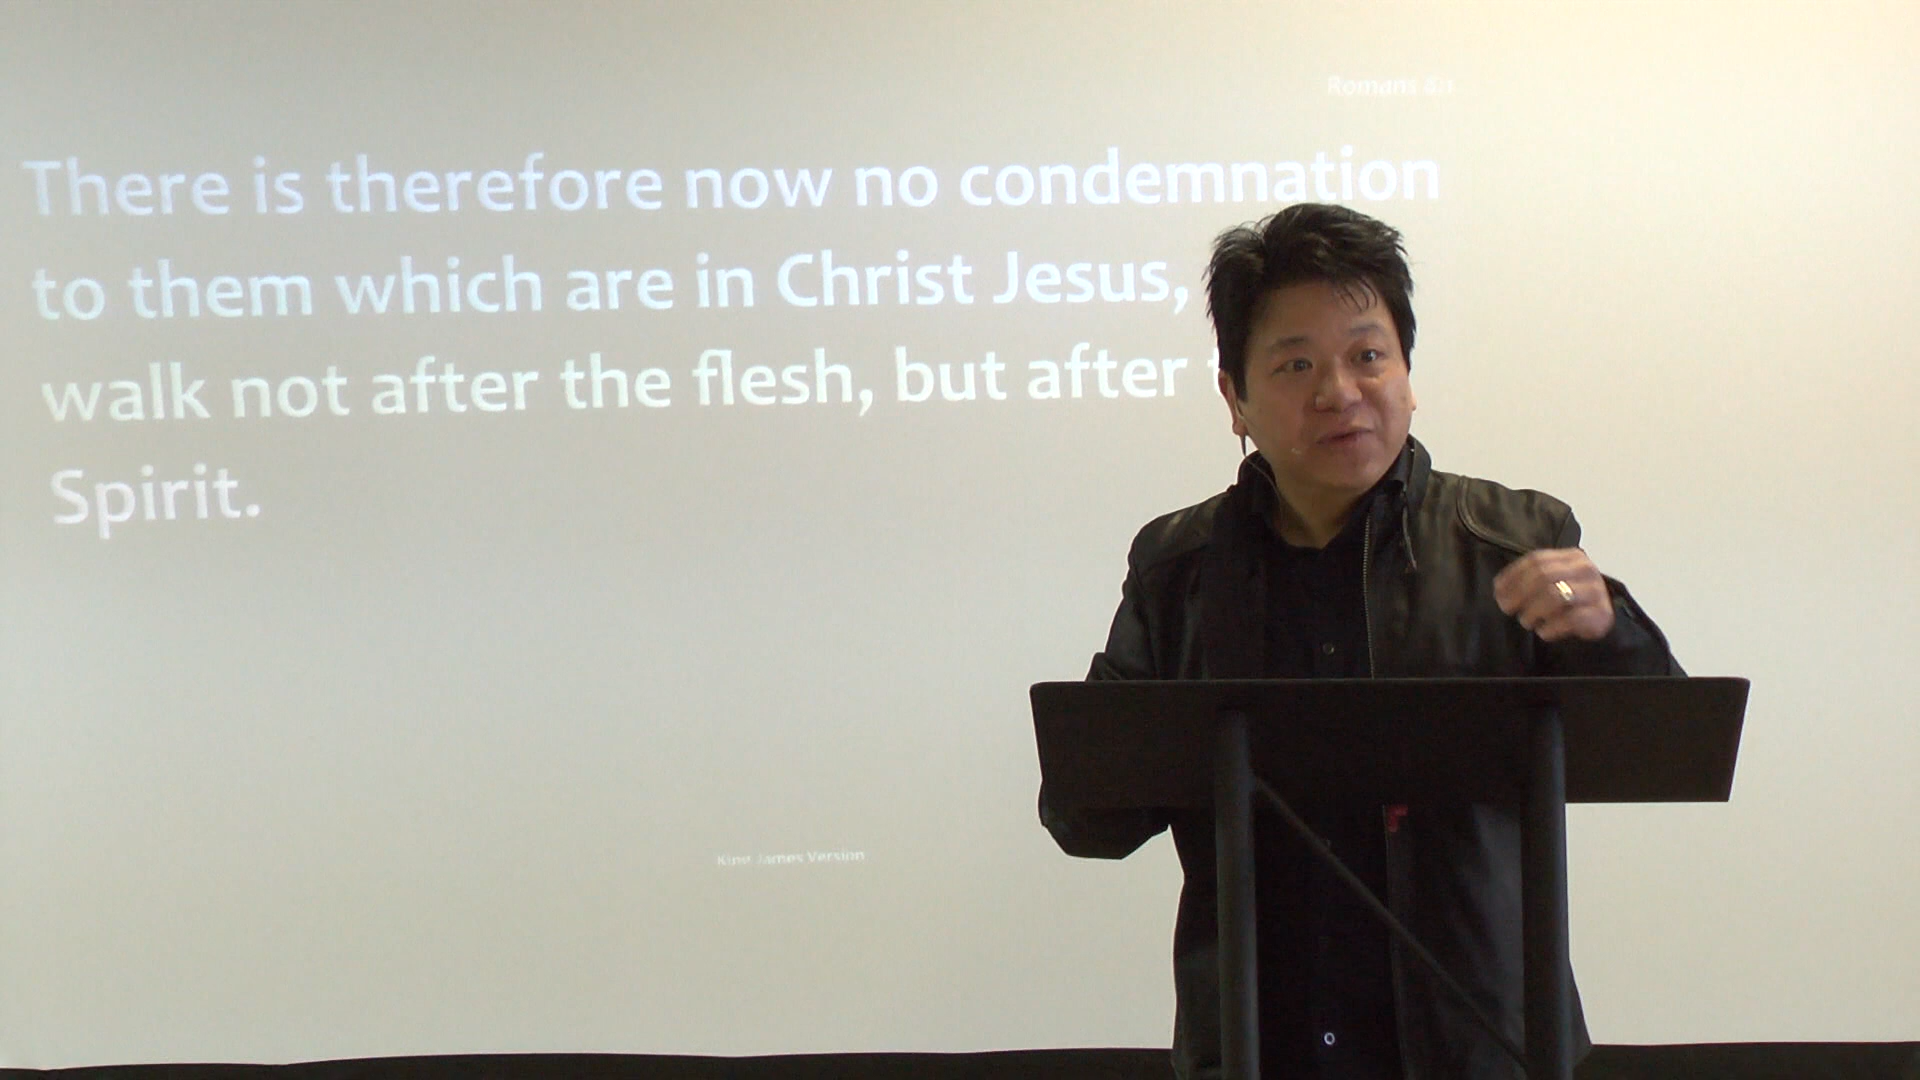 Romans
There is therefore now no condemnation
to them which are in Christ Jesus,
walk not after the flesh, but after
Spirit.
King James Version